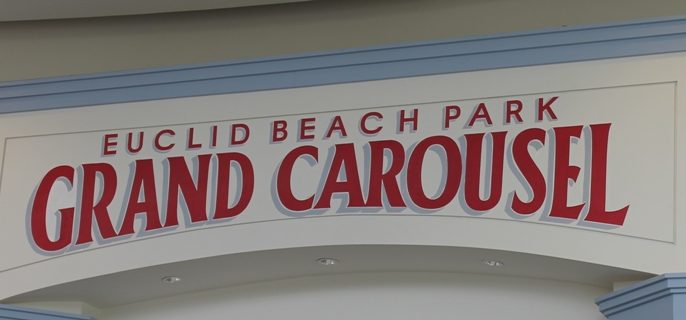 EUCLID BEACH PARK
GRAND CAROUSEL